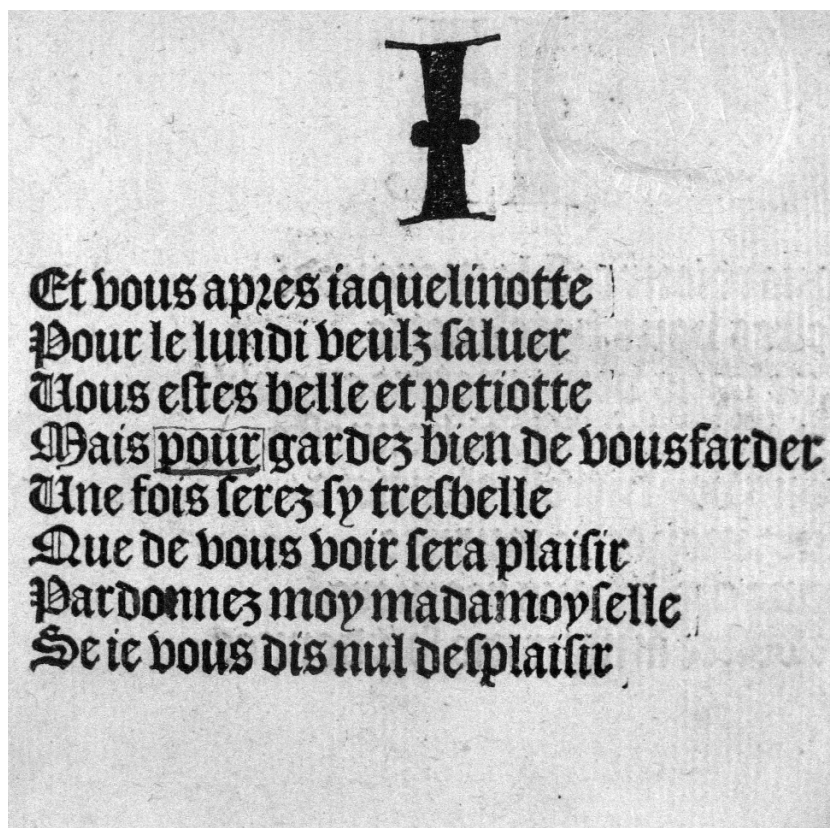 I
Et vous apres iaquelinotte
Pour le lundi veulz saluer
Uous estes belle et petiotte
Mais pour gardez bien de vousfarder
Une fois serez sy tresbelle
Que de vous voir sera plaisir
Pardonnez moy madamoyselle
Se ie vous dis nul desplaisir